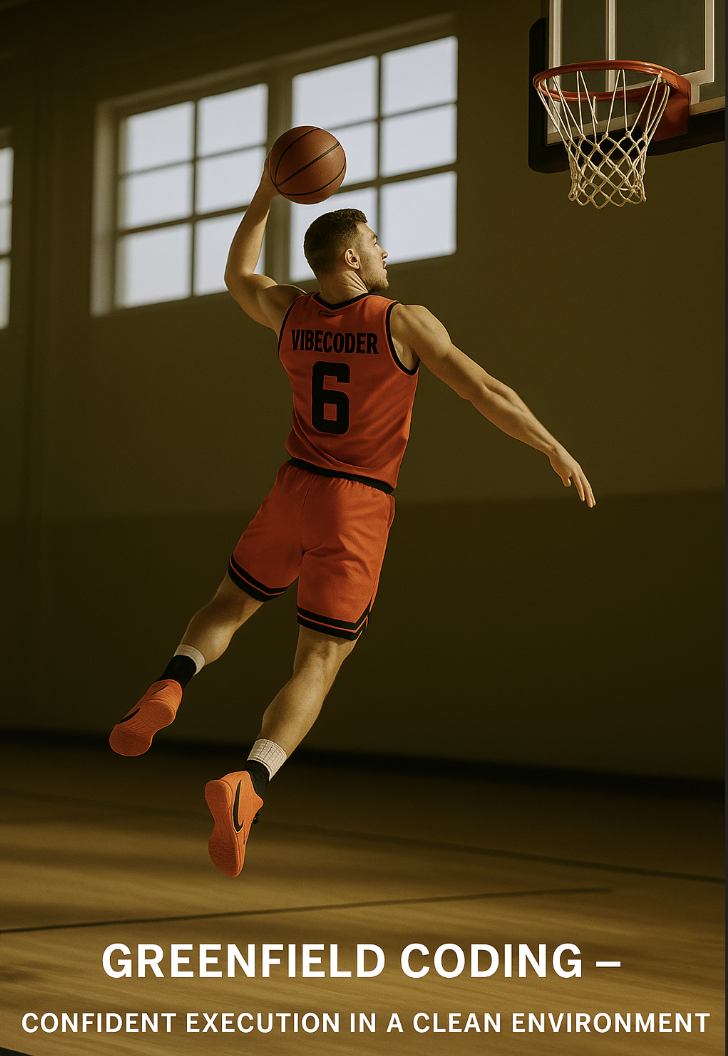 VIBECODER
6
GREENFIELD CODING –
CONFIDENT EXECUTION IN A CLEAN ENVIRONMENT